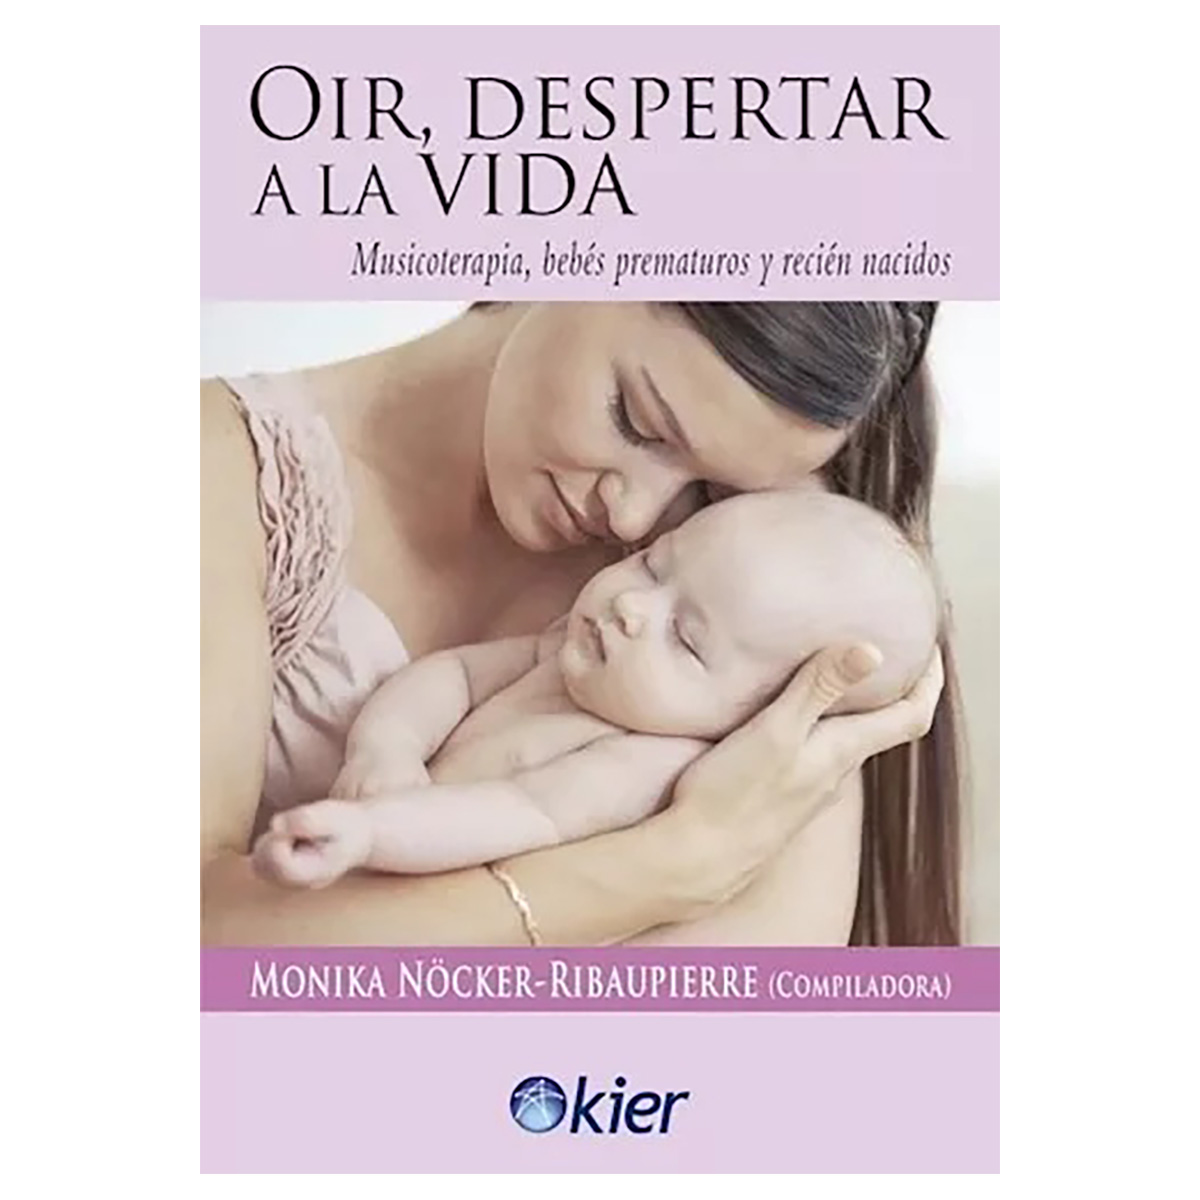 OIR, DESPERTAR
A LA VIDA
Musicoterapia, bebés prematuros y recién nacidos
MONIKA NÖCKER-RIBAUPIERRE (COMPILADORA)
kier